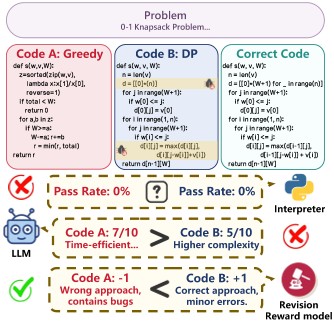 Problem
0-1 Knapsack Problem...
Code A: Greedy
def s(w,v,W):
z=sorted(zip(w,v),
lambda x:x[1]/x[0],
reverse=1)
if total < W:
return 0
for a,b in z:
if W>=a:
W-=a; r+=b
r = min(r, total)
return r
Code B: DP
def s(w, v, W):
n = len(v)
d = [[0]*(n)]
for j in range(W+1):
if w[0] <= j:
d[0][j] = v[0]
for i in range(1, n):
for j in range(W+1):
if w[i] <= j:
d[i][j] = max(d[i][j],
d[i][j-w[i]]+v[i])
return d[n-1][W]
Correct Code
def s(w, v, W):
n = len(v)
d=[[0]*(W+1) for _ in range(n)]
for j in range(W+1):
if w[0] <= j:
d[0][j] = v[0]
for i in range(1, n):
for j in range(W+1):
if w[i] <= j:
d[i][j] = max(d[i-1][j],
d[i-1][j-w[i]] + v[i])
return d[n-1][W]
Pass Rate: 0%
?
Pass Rate: 0%
Interpreter
Code A: 7/10
Time-efficient...
>
Code B: 5/10
Higher complexity
LLM
Code A: -1
Wrong approach,
contains bugs
<
Code B: +1
Correct approach,
minor errors.
Revision
Reward model